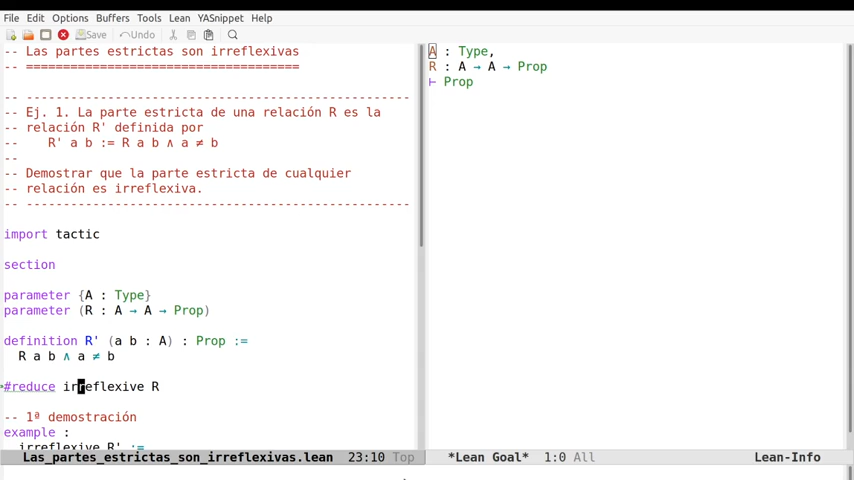 File Edit Options Buffers Tools Lean YASnippet Help
Save Undo
-- Las partes estrictas son irreflexivas
-- =====================================
-- ------------------------------------------------------
-- Ej. 1. La parte estricta de una relación R es la
-- relación R' definida por
--    R' a b := R a b ∧ a ≠ b
--
-- Demostrar que la parte estricta de cualquier
-- relación es irreflexiva.
-- ------------------------------------------------------
import tactic
section
parameter {A : Type}
parameter (R : A → A → Prop)
definition R' (a b : A) : Prop :=
  R a b ∧ a ≠ b
#reduce irreflexive R
-- 1ª demostración
example :
  irreflexive R' :=
Las_partes_estrictas_son_irreflexivas.lean 23:10 Top
A : Type,
R : A → A → Prop
⊢ Prop
*Lean Goal* 1:0 All Lean-Info